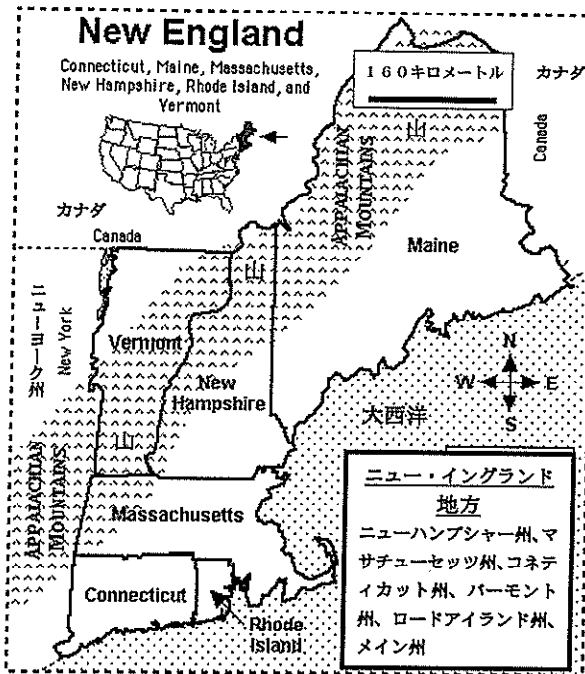 New England
Connecticut, Maine, Massachusetts,
New Hampshire, Rhode Island, and
Vermont
160キロメートル
カナダ
Canada
山
APPALACHIAN
MOUNTAINS
カナダ
Canada
Maine
山
ニューヨーク州
New York
Vermont
New
Hampshire
N
W E
S
大西洋
山
APPALACHIAN
MOUNTAINS
Massachusetts
Connecticut
Rhode
Island
ニュー・イングランド
地方
ニューハンプシャー州、マ
サチューセッツ州、コネテ
ィカット州、バーモント
州、ロードアイランド州、
メイン州